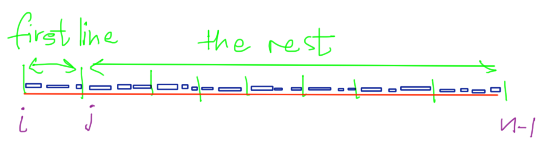 first line
the rest
i
j
n-1